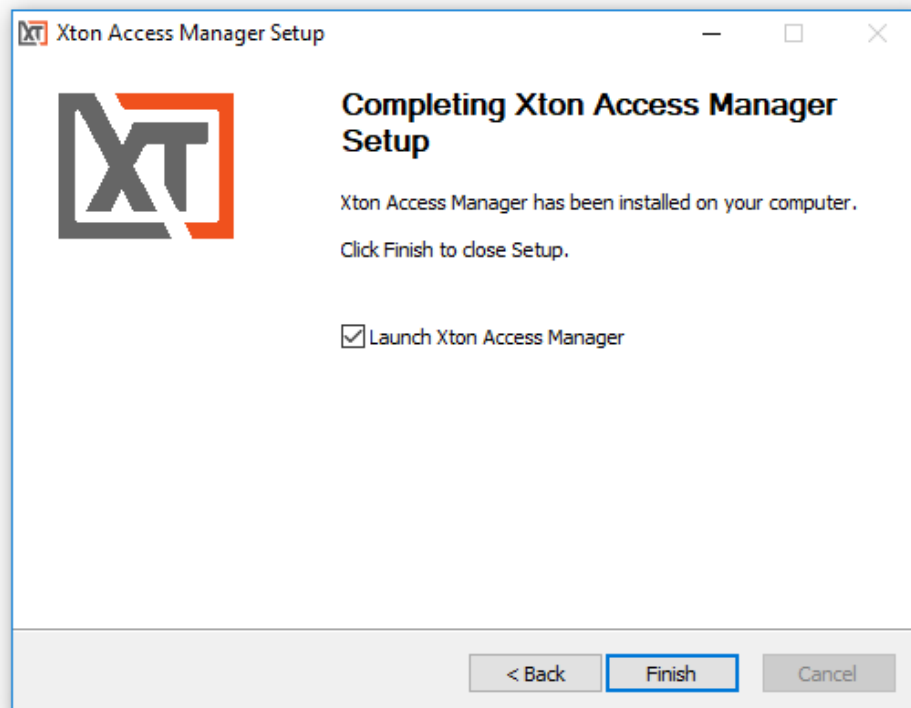 XT Xton Access Manager Setup
XT
Completing Xton Access Manager
Setup
Xton Access Manager has been installed on your computer.
Click Finish to close Setup.
Launch Xton Access Manager
< Back Finish Cancel